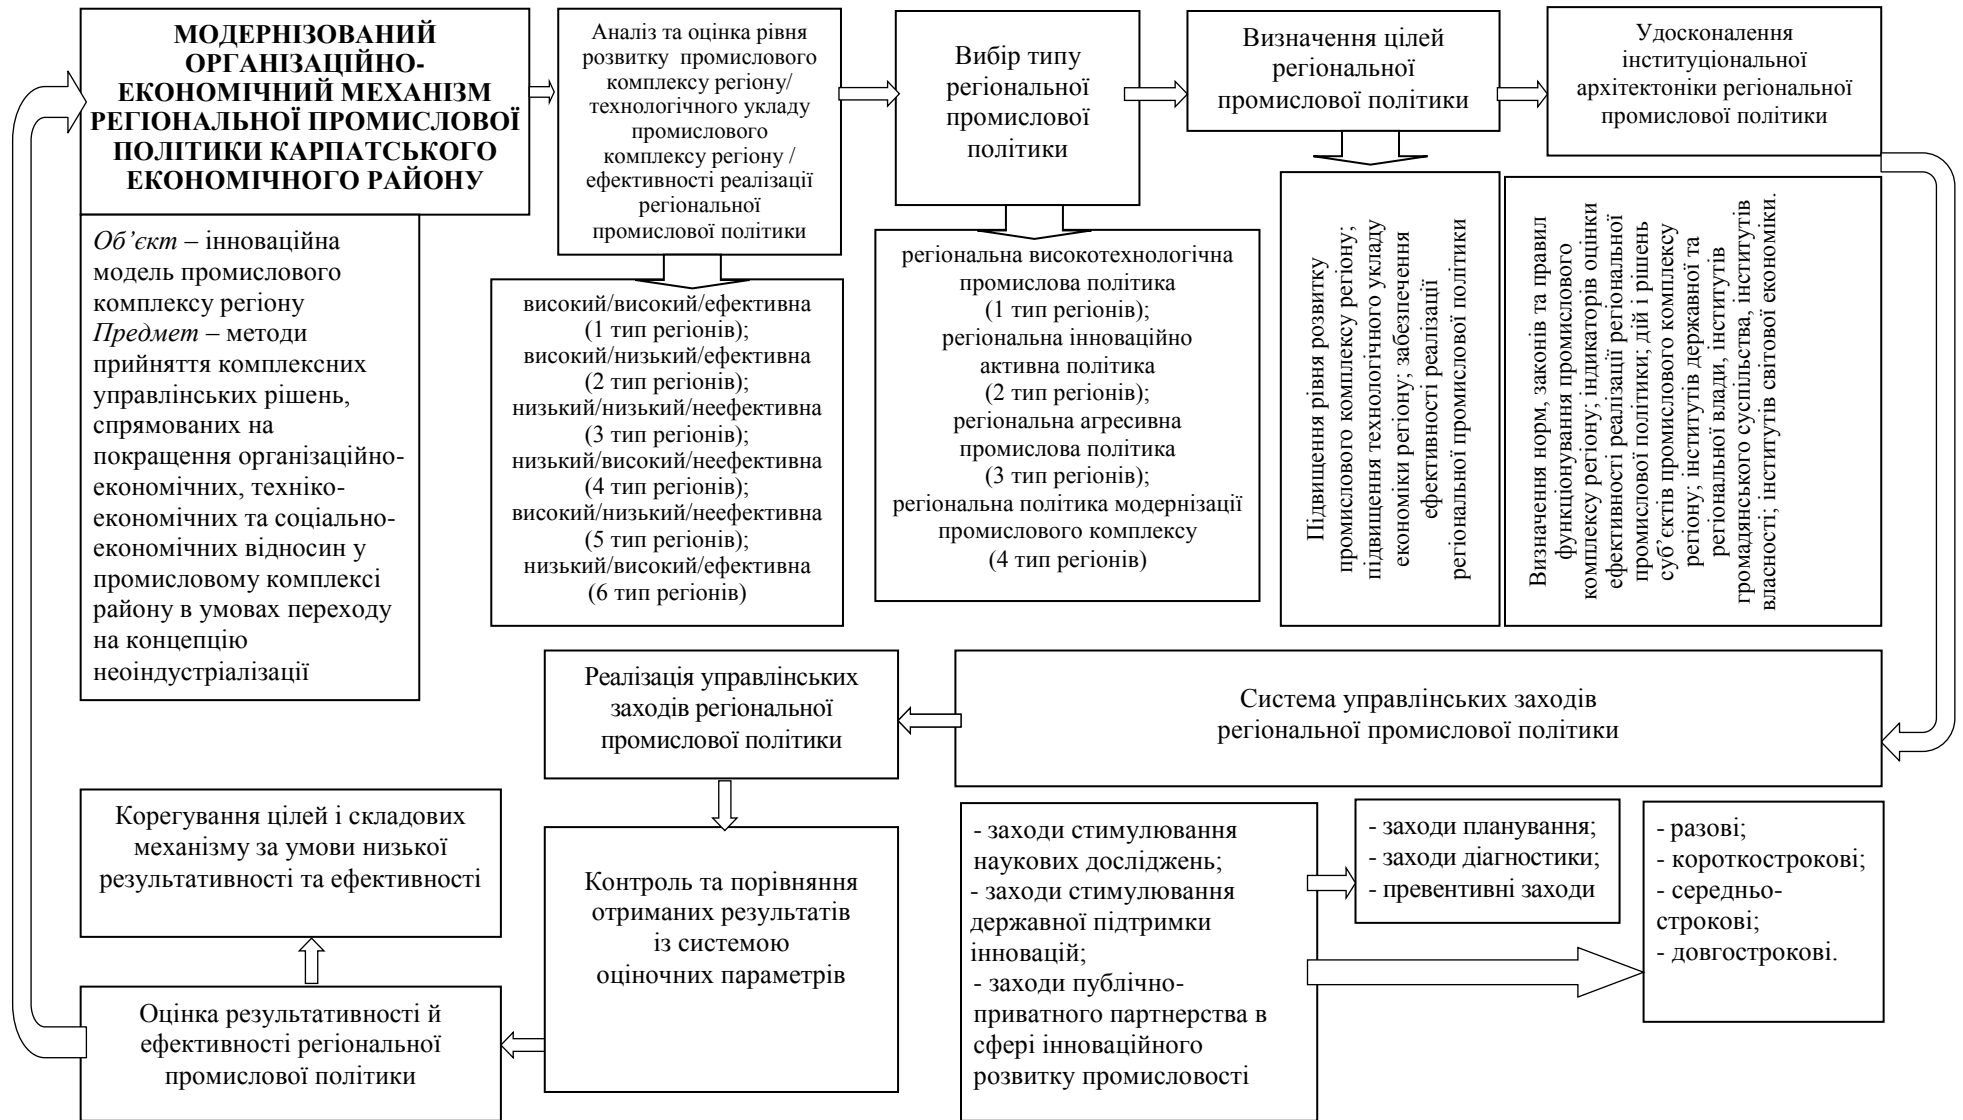 МОДЕРНІЗОВАНИЙ
ОРГАНІЗАЦІЙНО-
ЕКОНОМІЧНИЙ МЕХАНІЗМ
РЕГІОНАЛЬНОЇ ПРОМИСЛОВОЇ
ПОЛІТИКИ КАРПАТСЬКОГО
ЕКОНОМІЧНОГО РАЙОНУ
Об’єкт – інноваційна
модель промислового
комплексу регіону
Предмет – методи
прийняття комплексних
управлінських рішень,
спрямованих на
покращення організаційно-
економічних, техніко-
економічних та соціально-
економічних відносин у
промисловому комплексі
району в умовах переходу
на концепцію
неоіндустріалізації
Аналіз та оцінка рівня
розвитку промислового
комплексу регіону/
технологічного укладу
промислового
комплексу регіону /
ефективності реалізації
регіональної
промислової політики
високий/високий/ефективна
(1 тип регіонів);
високий/низький/ефективна
(2 тип регіонів);
низький/низький/неефективна
(3 тип регіонів);
низький/високий/неефективна
(4 тип регіонів);
високий/низький/неефективна
(5 тип регіонів);
низький/високий/ефективна
(6 тип регіонів)
Вибір типу
регіональної
промислової
політики
регіональна високотехнологічна
промислова політика
(1 тип регіонів);
регіональна інноваційно
активна політика
(2 тип регіонів);
регіональна агресивна
промислова політика
(3 тип регіонів);
регіональна політика модернізації
промислового комплексу
(4 тип регіонів)
Визначення цілей
регіональної
промислової політики
Підвищення рівня розвитку
промислового комплексу регіону;
підвищення технологічного укладу
економіки регіону; забезпечення
ефективності реалізації
регіональної промислової політики
Удосконалення
інституціональної
архітектоніки регіональної
промислової політики
Визначення норм, законів та правил
функціонування промислового
комплексу регіону; індикаторів оцінки
ефективності реалізації регіональної
промислової політики; дій і рішень
суб’єктів промислового комплексу
регіону; інститутів державної та
регіональної влади, інститутів
громадянського суспільства, інститутів
власності; інститутів світової економіки.
Система управлінських заходів
регіональної промислової політики
- заходи стимулювання
наукових досліджень;
- заходи стимулювання
державної підтримки
інновацій;
- заходи публічно-
приватного партнерства в
сфері інноваційного
розвитку промисловості
- заходи планування;
- заходи діагностики;
- превентивні заходи
- разові;
- короткострокові;
- середньо-
строкові;
- довгострокові.
Реалізація управлінських
заходів регіональної
промислової політики
Контроль та порівняння
отриманих результатів
із системою
оціночних параметрів
Оцінка результативності й
ефективності регіональної
промислової політики
Корегування цілей і складових
механізму за умови низької
результативності та ефективності